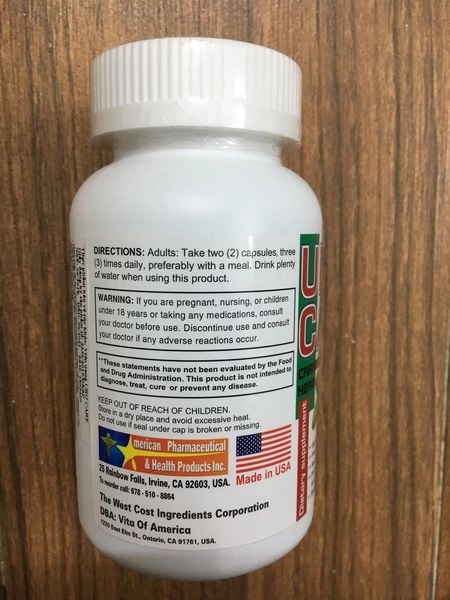 DIRECTIONS: Adults: Take two (2) capsules, three
(3) times daily, preferably with a meal. Drink plenty
of water when using this product.
WARNING: If you are pregnant, nursing, or children
under 18 years or taking any medications, consult
your doctor before use. Discontinue use and consult
your doctor if any adverse reactions occur.
**These statements have not been evaluated by the Food
and Drug Administration. This product is not intended to
diagnose, treat, cure or prevent any disease.
KEEP OUT OF REACH OF CHILDREN.
Store in a dry place and avoid excessive heat.
Do not use if seal under cap is broken or missing.
merican Pharmaceutical
& Health Products Inc.
25 Rainbow Falls, Irvine, CA 92603, USA.
To reorder call: 678 - 510 - 8864
Made in USA
The West Cost Ingredients Corporation
DBA: Vita Of America
1220 East Elm St., Ontario, CA 91761, USA.
U
C
Dietary supplement